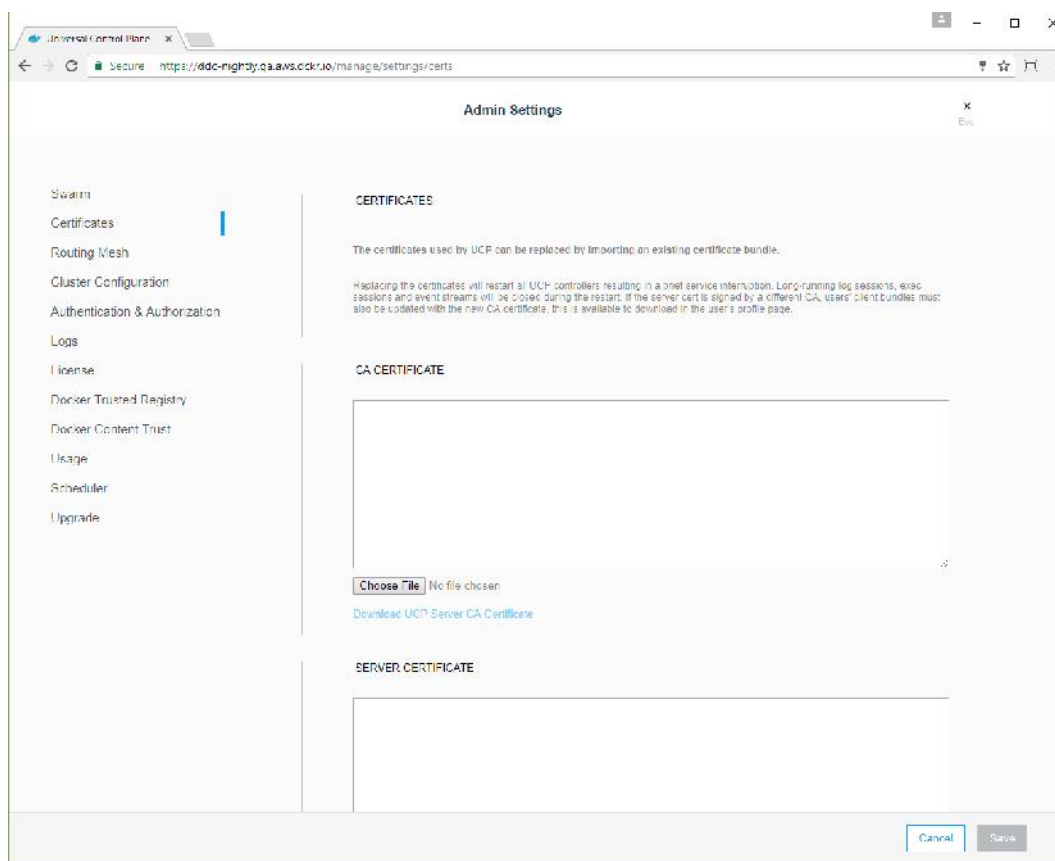 Universal Control Plane
Secure https://ddc-nightly.qa.aws.dckr.io/manage/settings/certs
Admin Settings
Esc
Swarm
Certificates
Routing Mesh
Cluster Configuration
Authentication & Authorization
Logs
License
Docker Trusted Registry
Docker Content Trust
Usage
Scheduler
Upgrade
CERTIFICATES
The certificates used by UCP can be replaced by importing an existing certificate bundle.
Replacing the certificates will restart all UCP controllers resulting in a brief service interruption. Long-running log sessions, exec
sessions and event streams will be closed during the restart. If the server cert is signed by a different CA, users' client bundles must
also be updated with the new CA certificate, this is available to download in the user's profile page.
CA CERTIFICATE
Choose File No file chosen
Download UCP Server CA Certificate
SERVER CERTIFICATE
Cancel Save